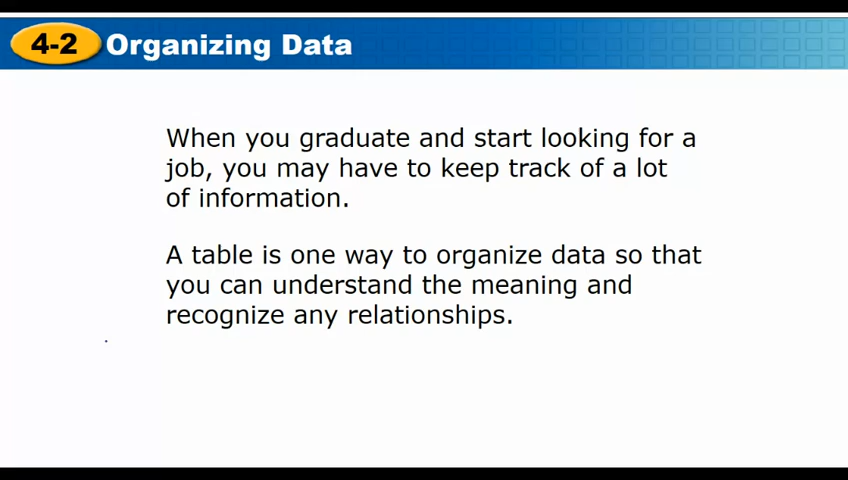 4-2 Organizing Data
When you graduate and start looking for a
job, you may have to keep track of a lot
of information.
A table is one way to organize data so that
you can understand the meaning and
recognize any relationships.